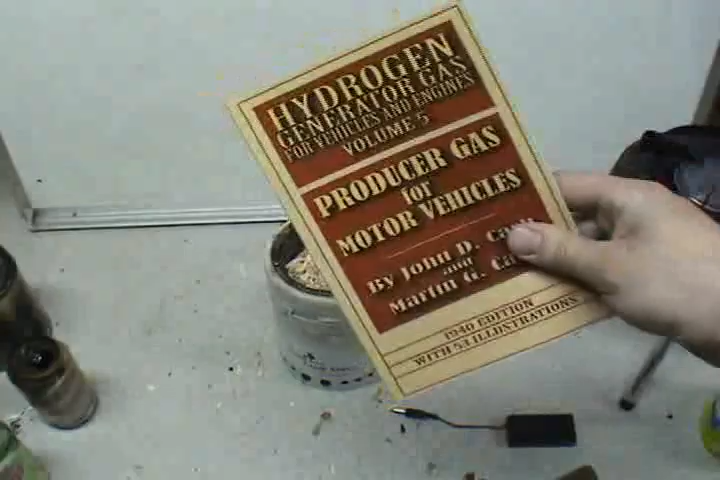 HYDROGEN
GENERATOR GAS
FOR VEHICLES AND ENGINES
VOLUME 5
PRODUCER GAS
for
MOTOR VEHICLES
By John D.
and
Martin G.
1940 EDITION
WITH 53 ILLUSTRATIONS